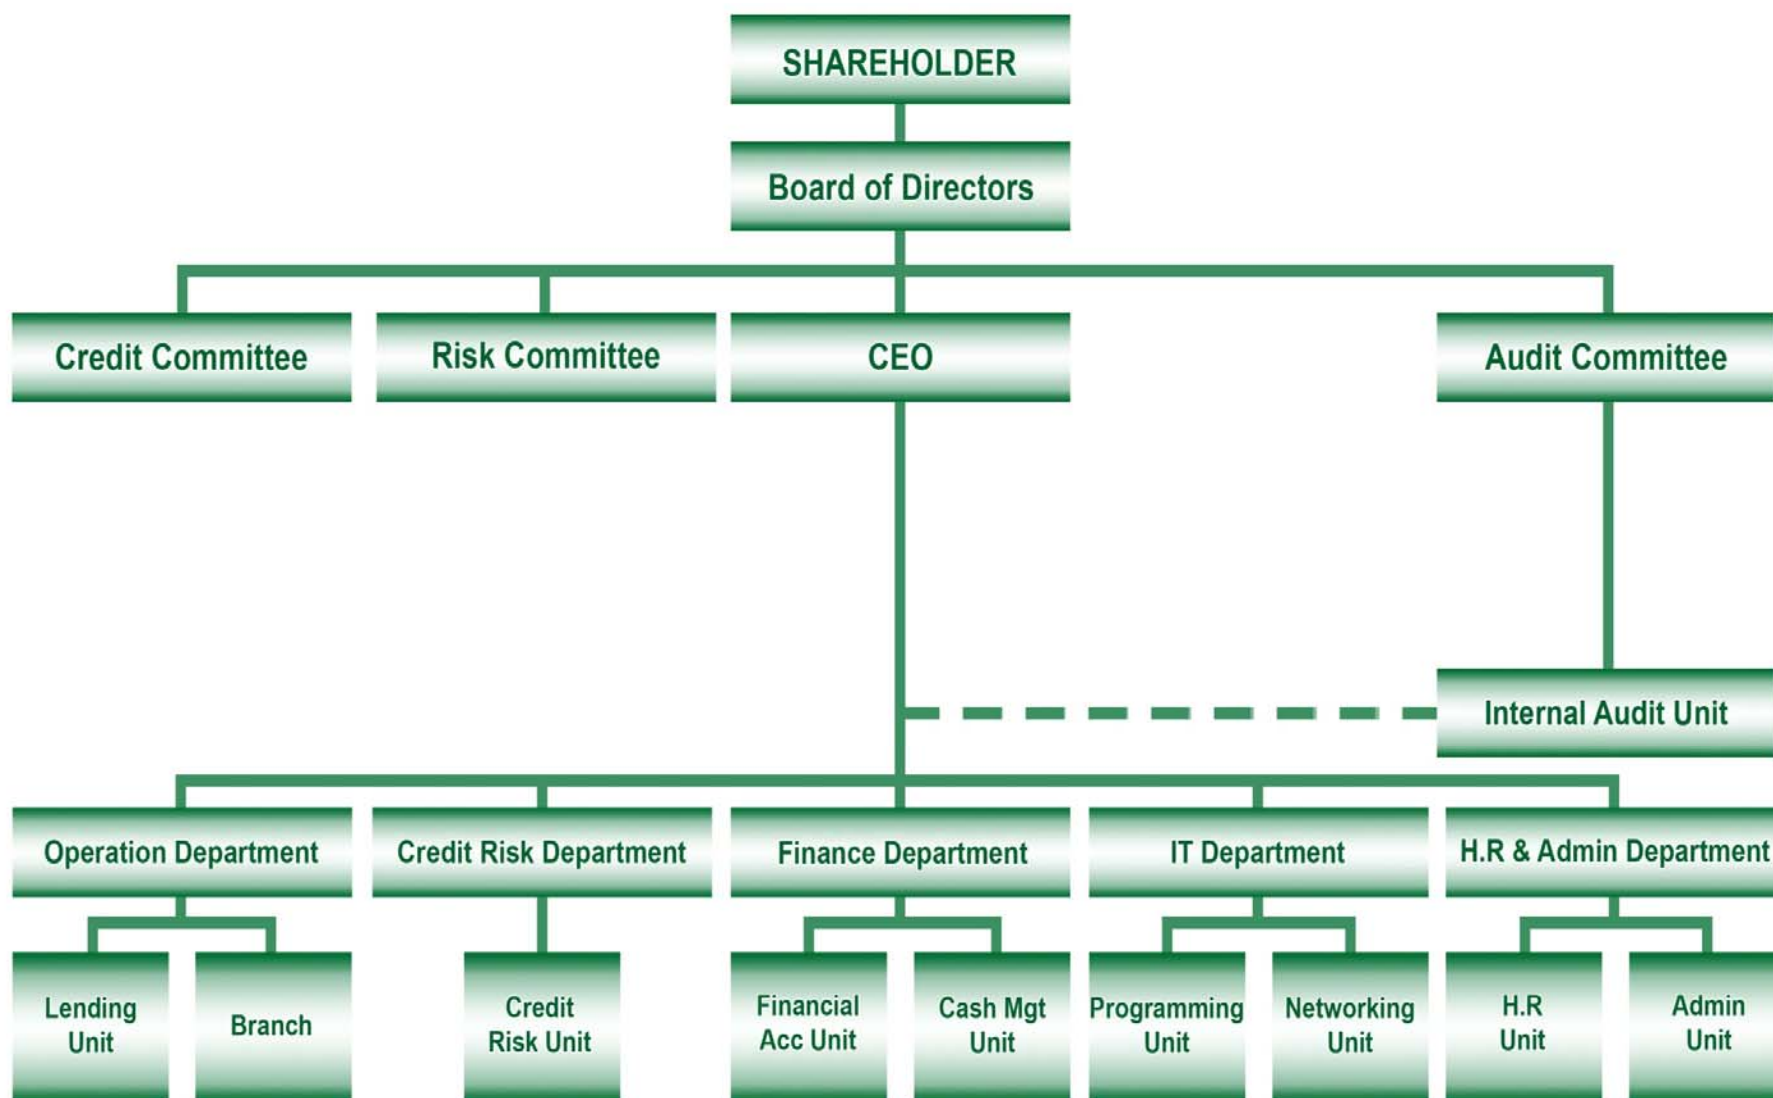 SHAREHOLDER
Board of Directors
Credit Committee
Risk Committee
CEO
Audit Committee
Internal Audit Unit
Operation Department
Credit Risk Department
Finance Department
IT Department
H.R & Admin Department
Lending
Unit
Branch
Credit
Risk Unit
Financial
Acc Unit
Cash Mgt
Unit
Programming
Unit
Networking
Unit
H.R
Unit
Admin
Unit